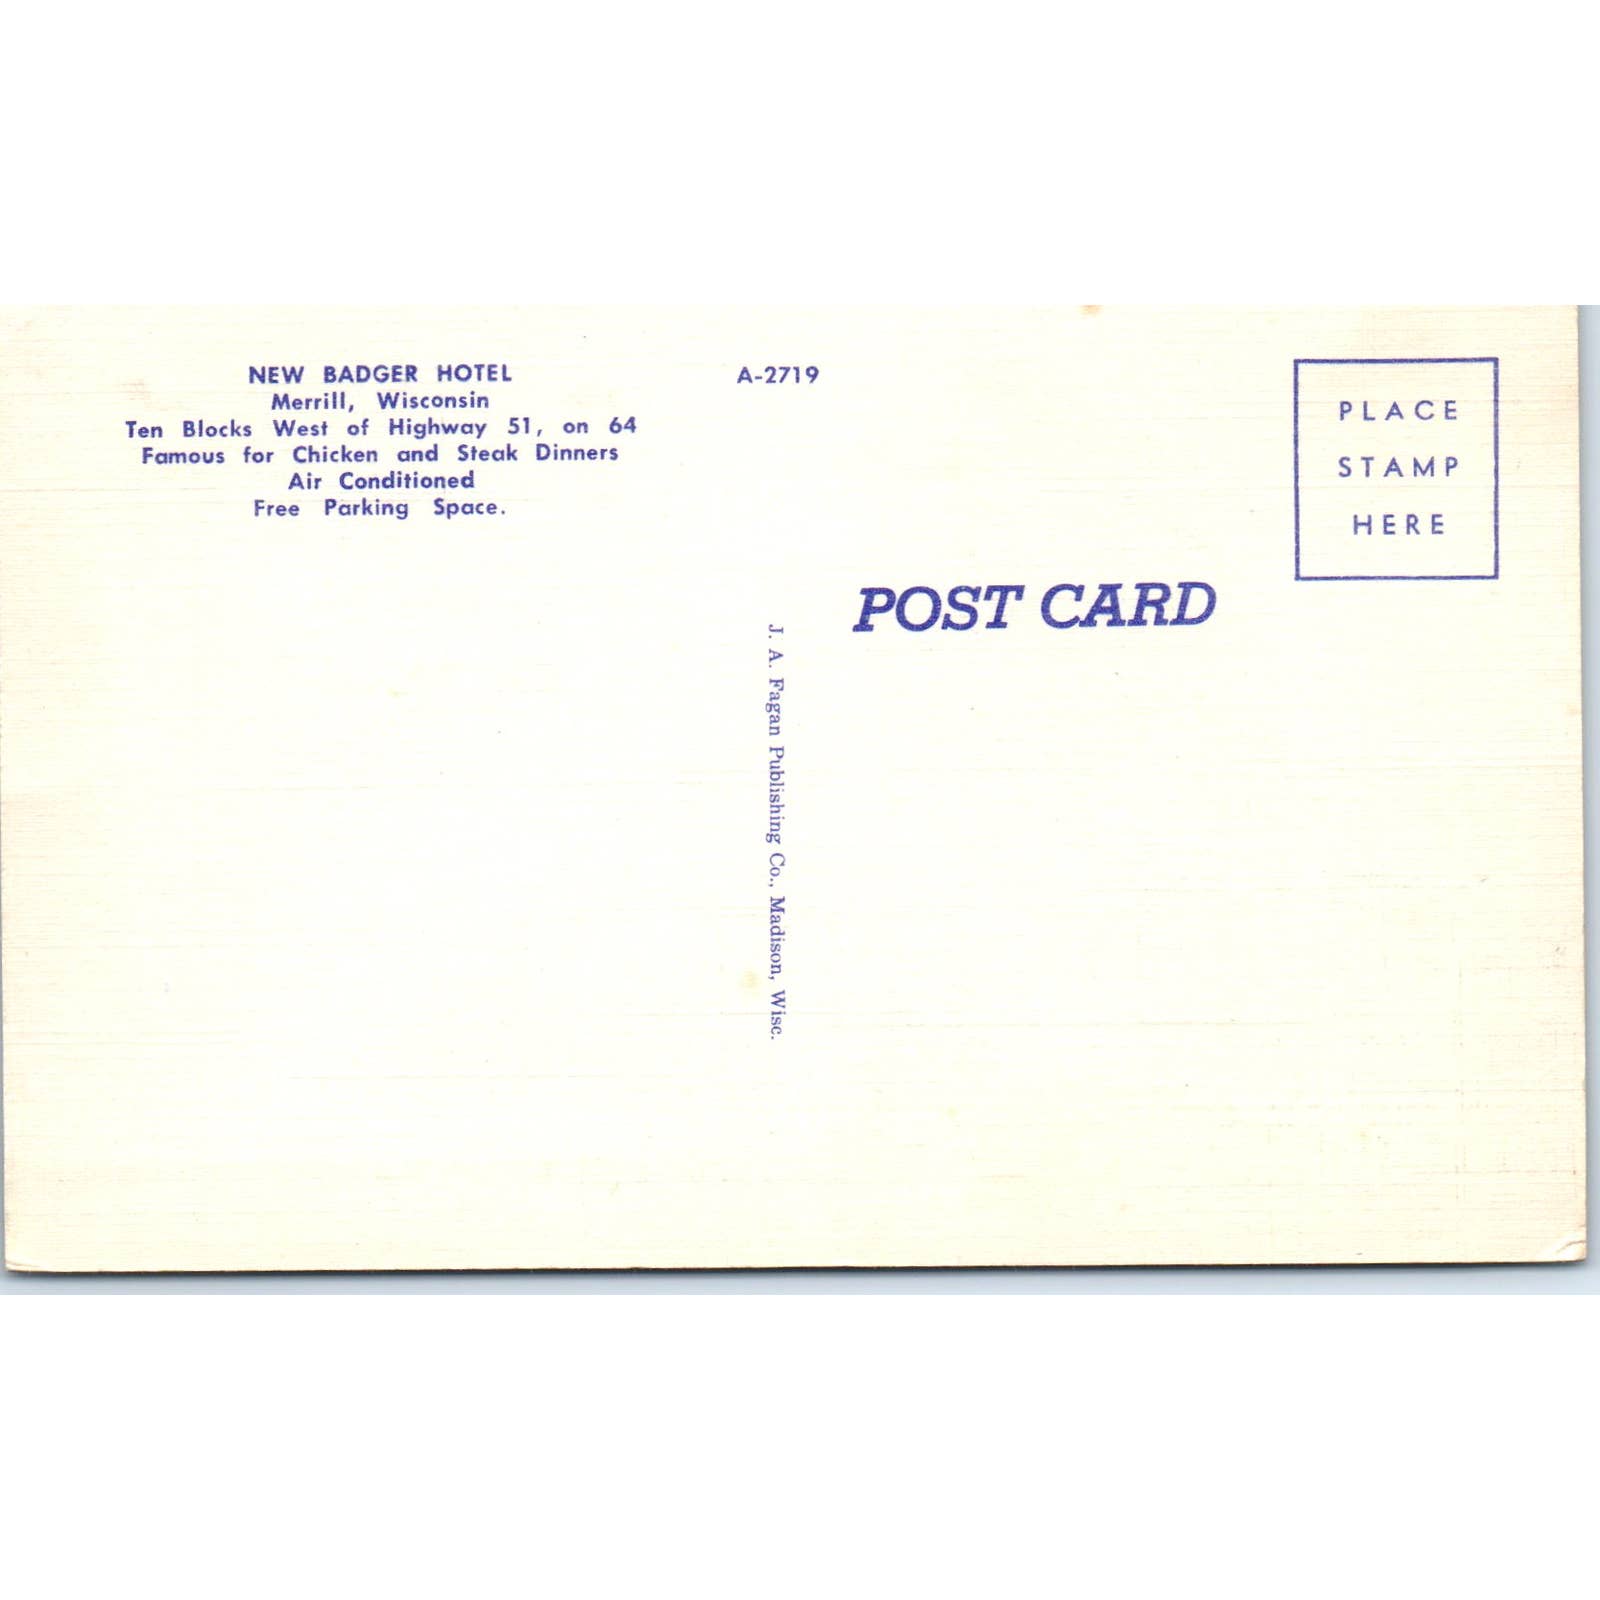 NEW BADGER HOTEL
Merrill, Wisconsin
Ten Blocks West of Highway 51, on 64
Famous for Chicken and Steak Dinners
Air Conditioned
Free Parking Space.
A-2719
PLACE
STAMP
HERE
POST CARD
J. A. Fagan Publishing Co., Madison, Wisc.